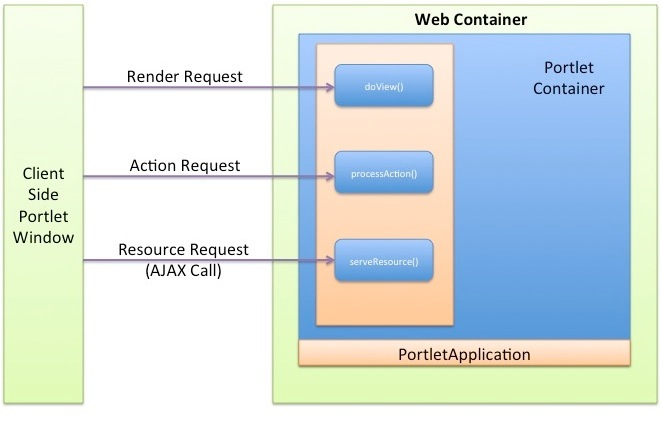 Web Container
Render Request
doView()
Portlet
Container
Action Request
processAction()
Client
Side
Portlet
Window
Resource Request
(AJAX Call)
serveResource()
PortletApplication